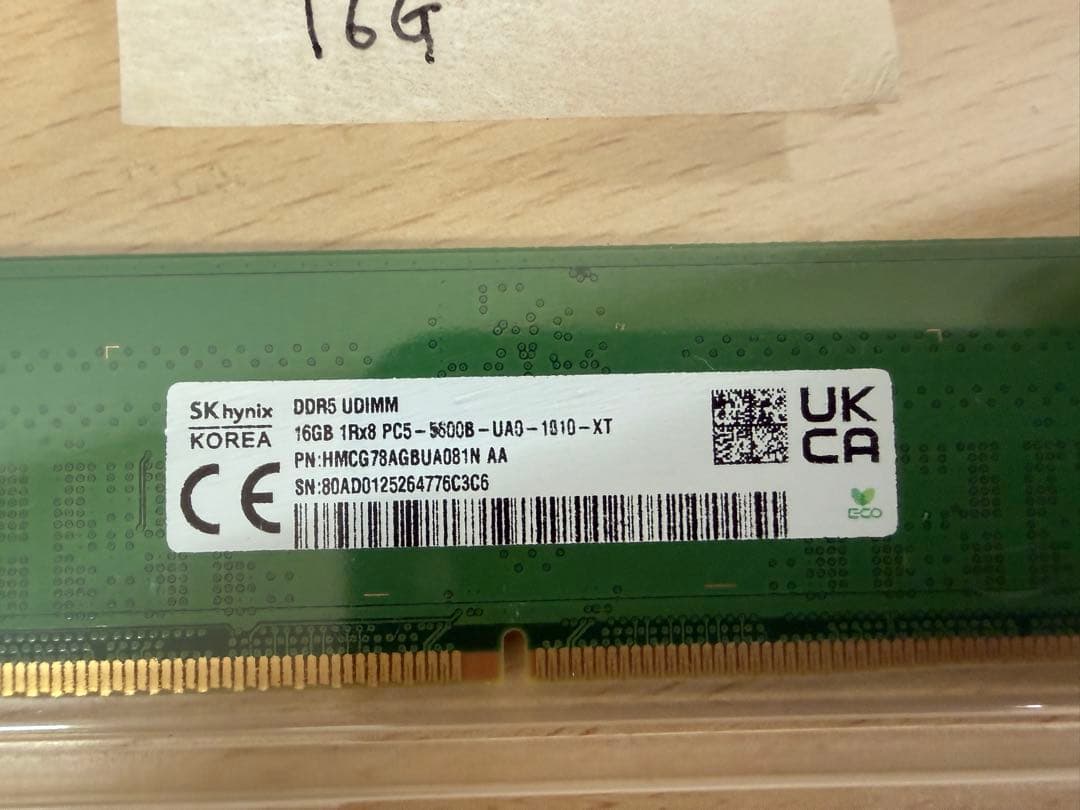 16G
SK hynix
KOREA
DDR5 UDIMM
16GB 1Rx8 PC5-5600B-UA0-1010-XT
PN:HMCG78AGBUA081N AA
SN:80AD0125264776C3C6
CE
UK
CA
ECO